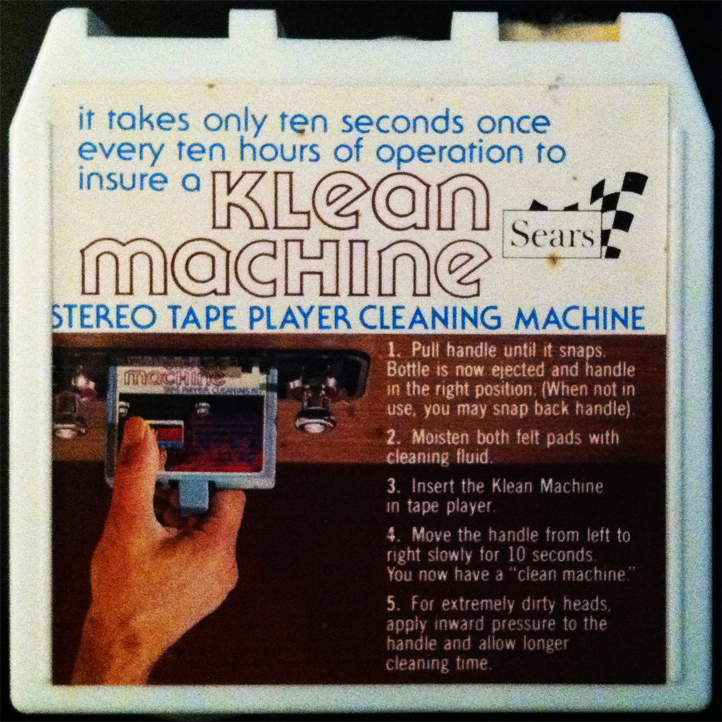 it takes only ten seconds once
every ten hours of operation to
insure a KLean
macHine
Sears
STEREO TAPE PLAYER CLEANING MACHINE
1. Pull handle until it snaps.
Bottle is now ejected and handle
in the right position. (When not in
use, you may snap back handle).
2. Moisten both felt pads with
cleaning fluid.
3. Insert the Klean Machine
in tape player.
4. Move the handle from left to
right slowly for 10 seconds.
You now have a "clean machine."
5. For extremely dirty heads,
apply inward pressure to the
handle and allow longer
cleaning time.
macHine